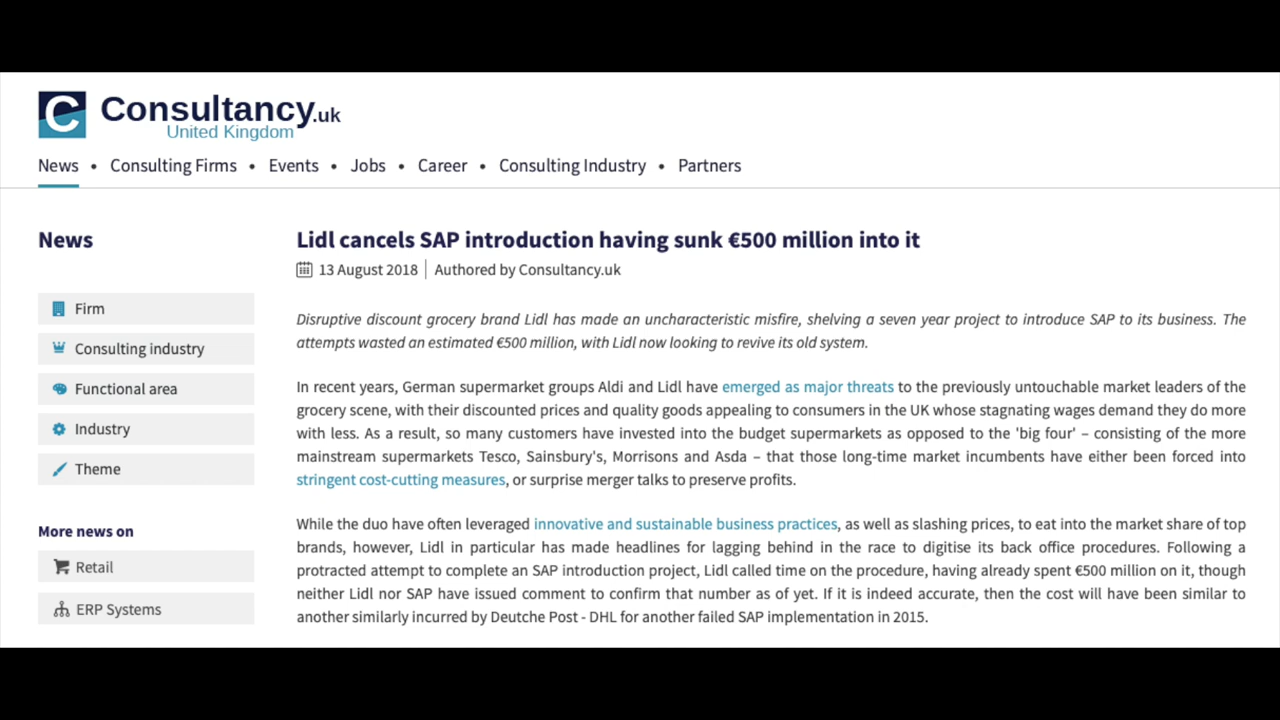 C Consultancy.uk
United Kingdom
News • Consulting Firms • Events • Jobs • Career • Consulting Industry • Partners
News
Firm
Consulting industry
Functional area
Industry
Theme
More news on
Retail
ERP Systems
Lidl cancels SAP introduction having sunk €500 million into it
13 August 2018 | Authored by Consultancy.uk
Disruptive discount grocery brand Lidl has made an uncharacteristic misfire, shelving a seven year project to introduce SAP to its business. The
attempts wasted an estimated €500 million, with Lidl now looking to revive its old system.
In recent years, German supermarket groups Aldi and Lidl have emerged as major threats to the previously untouchable market leaders of the
grocery scene, with their discounted prices and quality goods appealing to consumers in the UK whose stagnating wages demand they do more
with less. As a result, so many customers have invested into the budget supermarkets as opposed to the 'big four' – consisting of the more
mainstream supermarkets Tesco, Sainsbury's, Morrisons and Asda – that those long-time market incumbents have either been forced into
stringent cost-cutting measures, or surprise merger talks to preserve profits.
While the duo have often leveraged innovative and sustainable business practices, as well as slashing prices, to eat into the market share of top
brands, however, Lidl in particular has made headlines for lagging behind in the race to digitise its back office procedures. Following a
protracted attempt to complete an SAP introduction project, Lidl called time on the procedure, having already spent €500 million on it, though
neither Lidl nor SAP have issued comment to confirm that number as of yet. If it is indeed accurate, then the cost will have been similar to
another similarly incurred by Deutche Post - DHL for another failed SAP implementation in 2015.